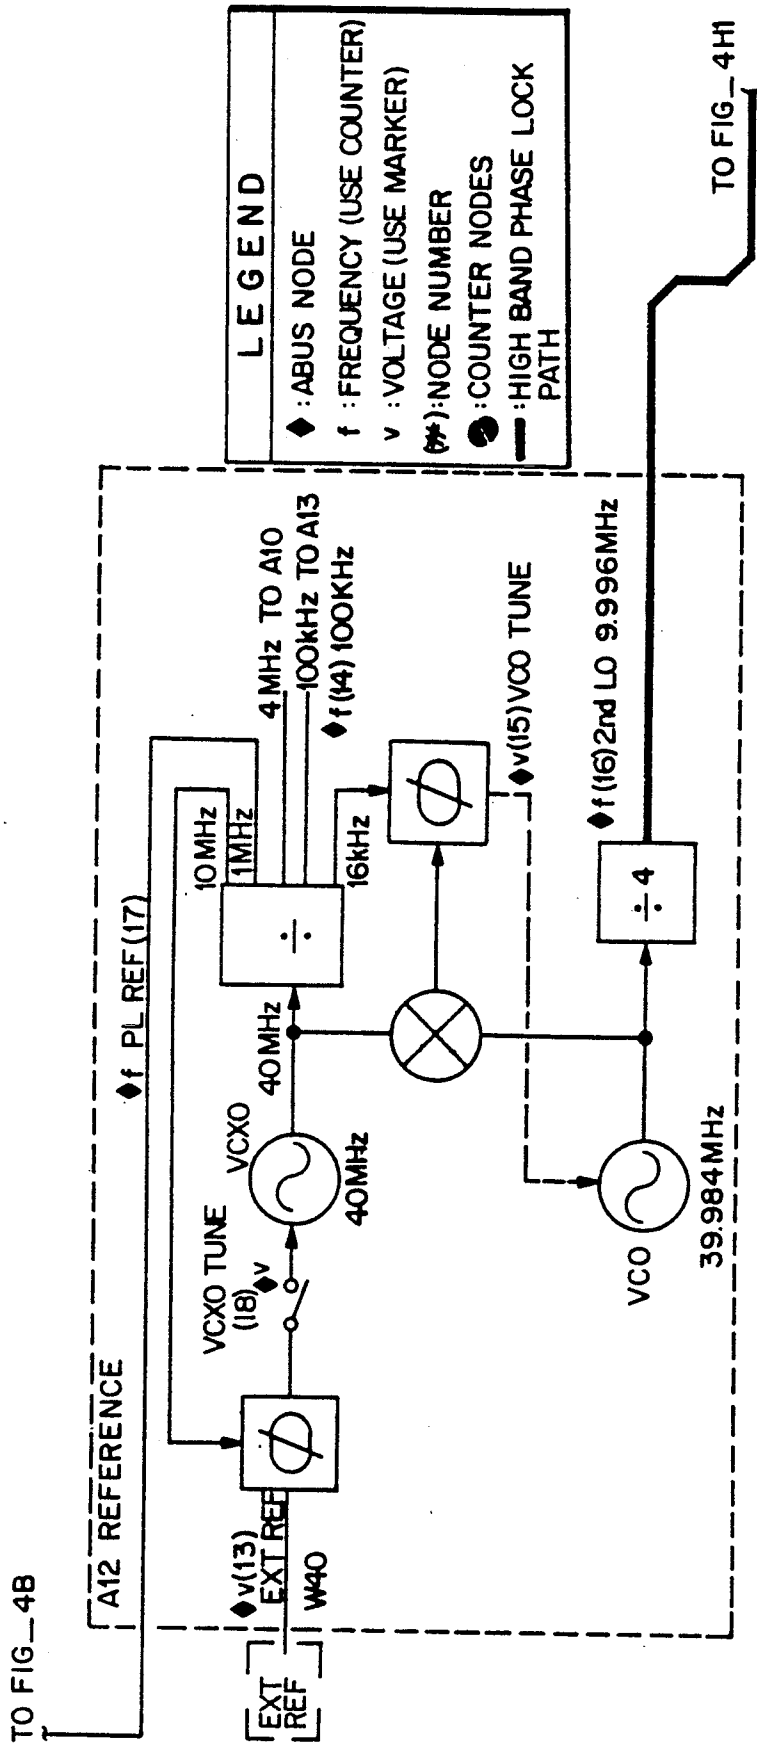 TO FIG_4B
A12 REFERENCE
◆f PL REF(17)
◆v(13)
EXT REF
W40
EXT
REF
VCXO TUNE
(18)
◆v
VCXO
40MHz
40MHz
÷
10MHz
1MHz
4MHz TO A10
100kHz TO A13
◆f(14) 100KHz
16kHz
◆v(15) VCO TUNE
VCO
39.984MHz
÷4
◆f(16) 2nd LO 9.996MHz
TO FIG_4H1
LEGEND
◆ : ABUS NODE
f : FREQUENCY (USE COUNTER)
v : VOLTAGE (USE MARKER)
(#) : NODE NUMBER
: COUNTER NODES
: HIGH BAND PHASE LOCK
PATH